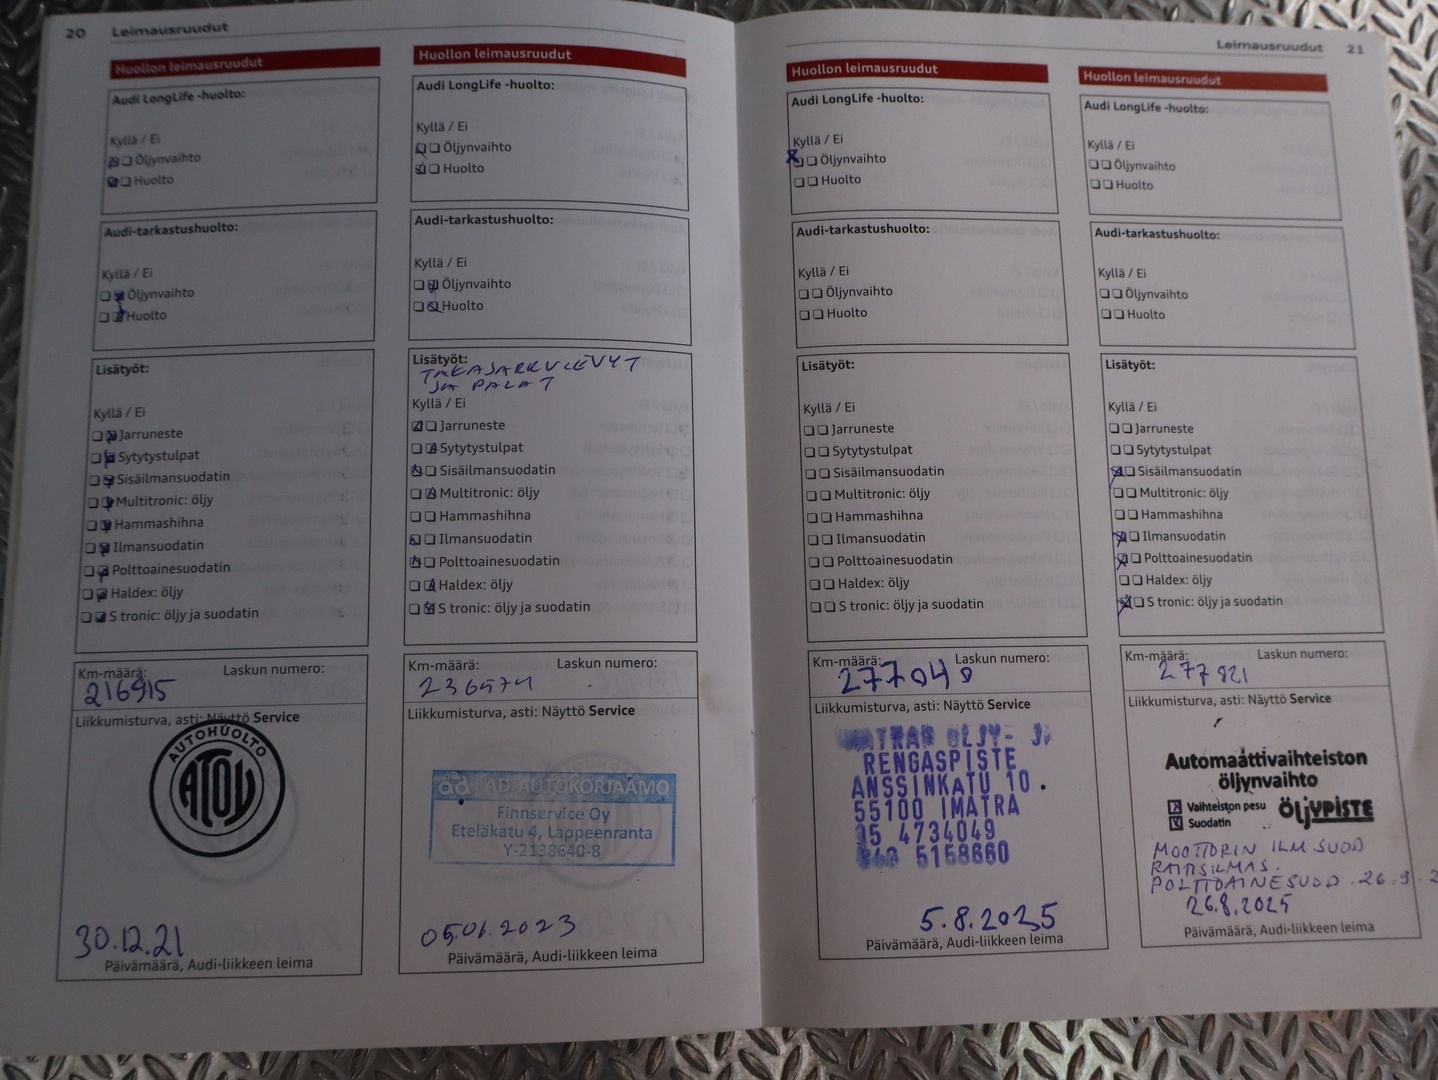 20 Leimausruudut
Huollon leimausruudut
Audi LongLife -huolto:
Kyllä / Ei
Öljynvaihto
Huolto
Audi-tarkastushuolto:
Kyllä / Ei
Öljynvaihto
Huolto
Lisätyöt:
Kyllä / Ei
Jarruneste
Sytytystulpat
Sisäilmansuodatin
Multitronic: öljy
Hammashihna
Ilmansuodatin
Polttoainesuodatin
Haldex: öljy
S tronic: öljy ja suodatin
Km-määrä: Laskun numero:
216915
Liikkumisturva, asti: Näyttö Service
AUTOHUOLTO
ATOV
30.12.21
Päivämäärä, Audi-liikkeen leima
Huollon leimausruudut
Audi LongLife -huolto:
Kyllä / Ei
Öljynvaihto
Huolto
Audi-tarkastushuolto:
Kyllä / Ei
Öljynvaihto
Huolto
Lisätyöt:
TAKAJARRULEVYT
JA PALAT
Kyllä / Ei
Jarruneste
Sytytystulpat
Sisäilmansuodatin
Multitronic: öljy
Hammashihna
Ilmansuodatin
Polttoainesuodatin
Haldex: öljy
S tronic: öljy ja suodatin
Km-määrä: Laskun numero:
Liikkumisturva, asti: Näyttö Service
AD AUTOKORJAAMO
Finnservice Oy
Eteläkatu 4, Lappeenranta
Y-2138640-8
2023
Päivämäärä, Audi-liikkeen leima
Leimausruudut 21
Huollon leimausruudut
Audi LongLife -huolto:
Kyllä / Ei
Öljynvaihto
Huolto
Audi-tarkastushuolto:
Kyllä / Ei
Öljynvaihto
Huolto
Lisätyöt:
Kyllä / Ei
Jarruneste
Sytytystulpat
Sisäilmansuodatin
Multitronic: öljy
Hammashihna
Ilmansuodatin
Polttoainesuodatin
Haldex: öljy
S tronic: öljy ja suodatin
Km-määrä: Laskun numero:
277040
Liikkumisturva, asti: Näyttö Service
IMATRAN ÖLJY- JA
RENGASPISTE
ANSSINKATU 10.
55100 IMATRA
05 4734049
5158660
5.8.2025
Päivämäärä, Audi-liikkeen leima
Huollon leimausruudut
Audi LongLife -huolto:
Kyllä / Ei
Öljynvaihto
Huolto
Audi-tarkastushuolto:
Kyllä / Ei
Öljynvaihto
Huolto
Lisätyöt:
Kyllä / Ei
Jarruneste
Sytytystulpat
Sisäilmansuodatin
Multitronic: öljy
Hammashihna
Ilmansuodatin
Polttoainesuodatin
Haldex: öljy
S tronic: öljy ja suodatin
Km-määrä: Laskun numero:
277821
Liikkumisturva, asti: Näyttö Service
Automaattivaihteiston
öljynvaihto
Vaihteiston pesu
Suodatin
ÖljYPISTE
MOOTTORIN ILM.SUOD
RAITISILMAS.
POLTTOAINESUOD.
26.8.2025
Päivämäärä, Audi-liikkeen leima